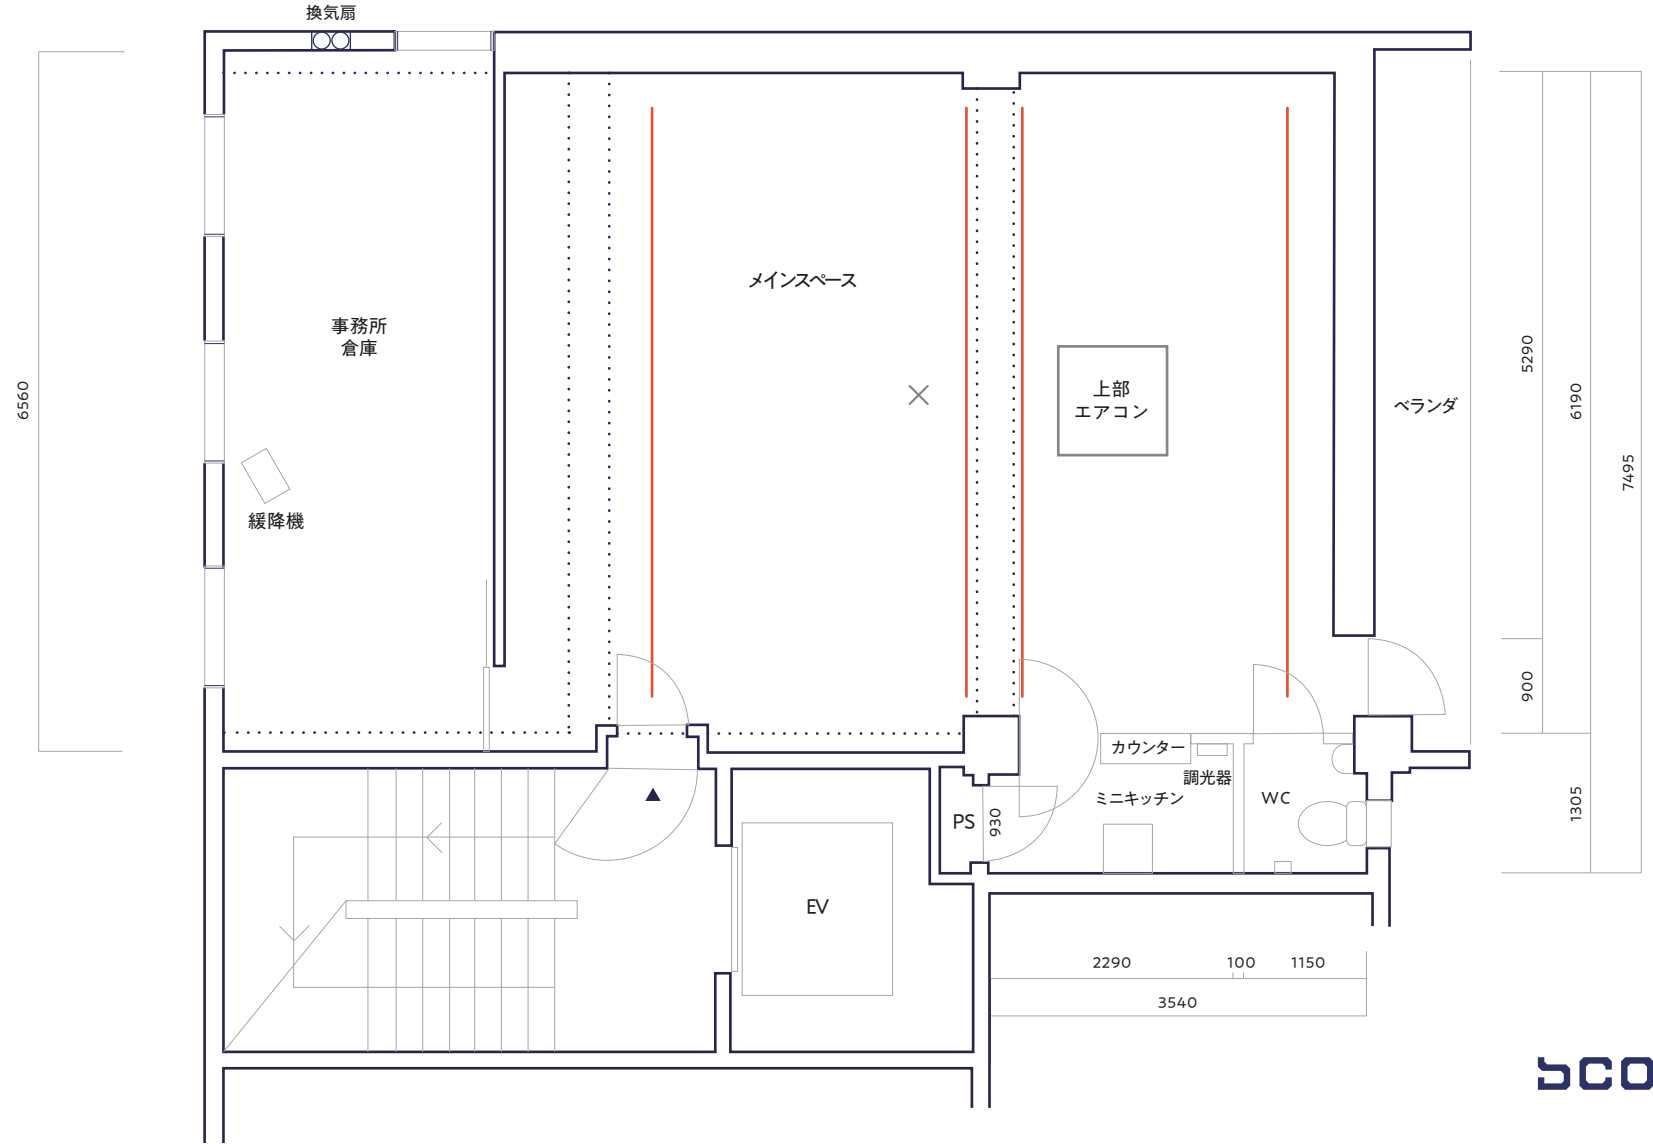 換気扇
メインスペース
事務所
倉庫
上部
エアコン
ベランダ
緩降機
6560
5290
6190
7495
900
1305
カウンター
調光器
ミニキッチン
WC
PS
930
EV
2290
100
1150
3540
SCO